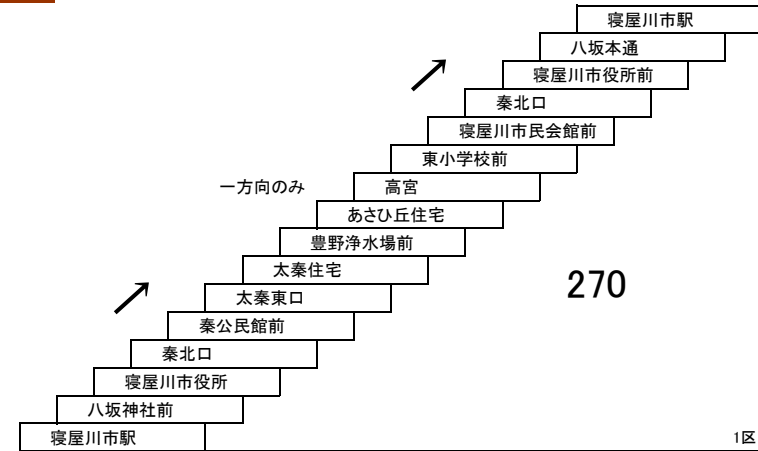 寝屋川市駅
八坂本通
寝屋川市役所前
秦北口
寝屋川市民会館前
東小学校前
一方向のみ
高宮
あさひ丘住宅
豊野浄水場前
太秦住宅
270
太秦東口
秦公民館前
秦北口
寝屋川市役所
八坂神社前
寝屋川市駅
1区